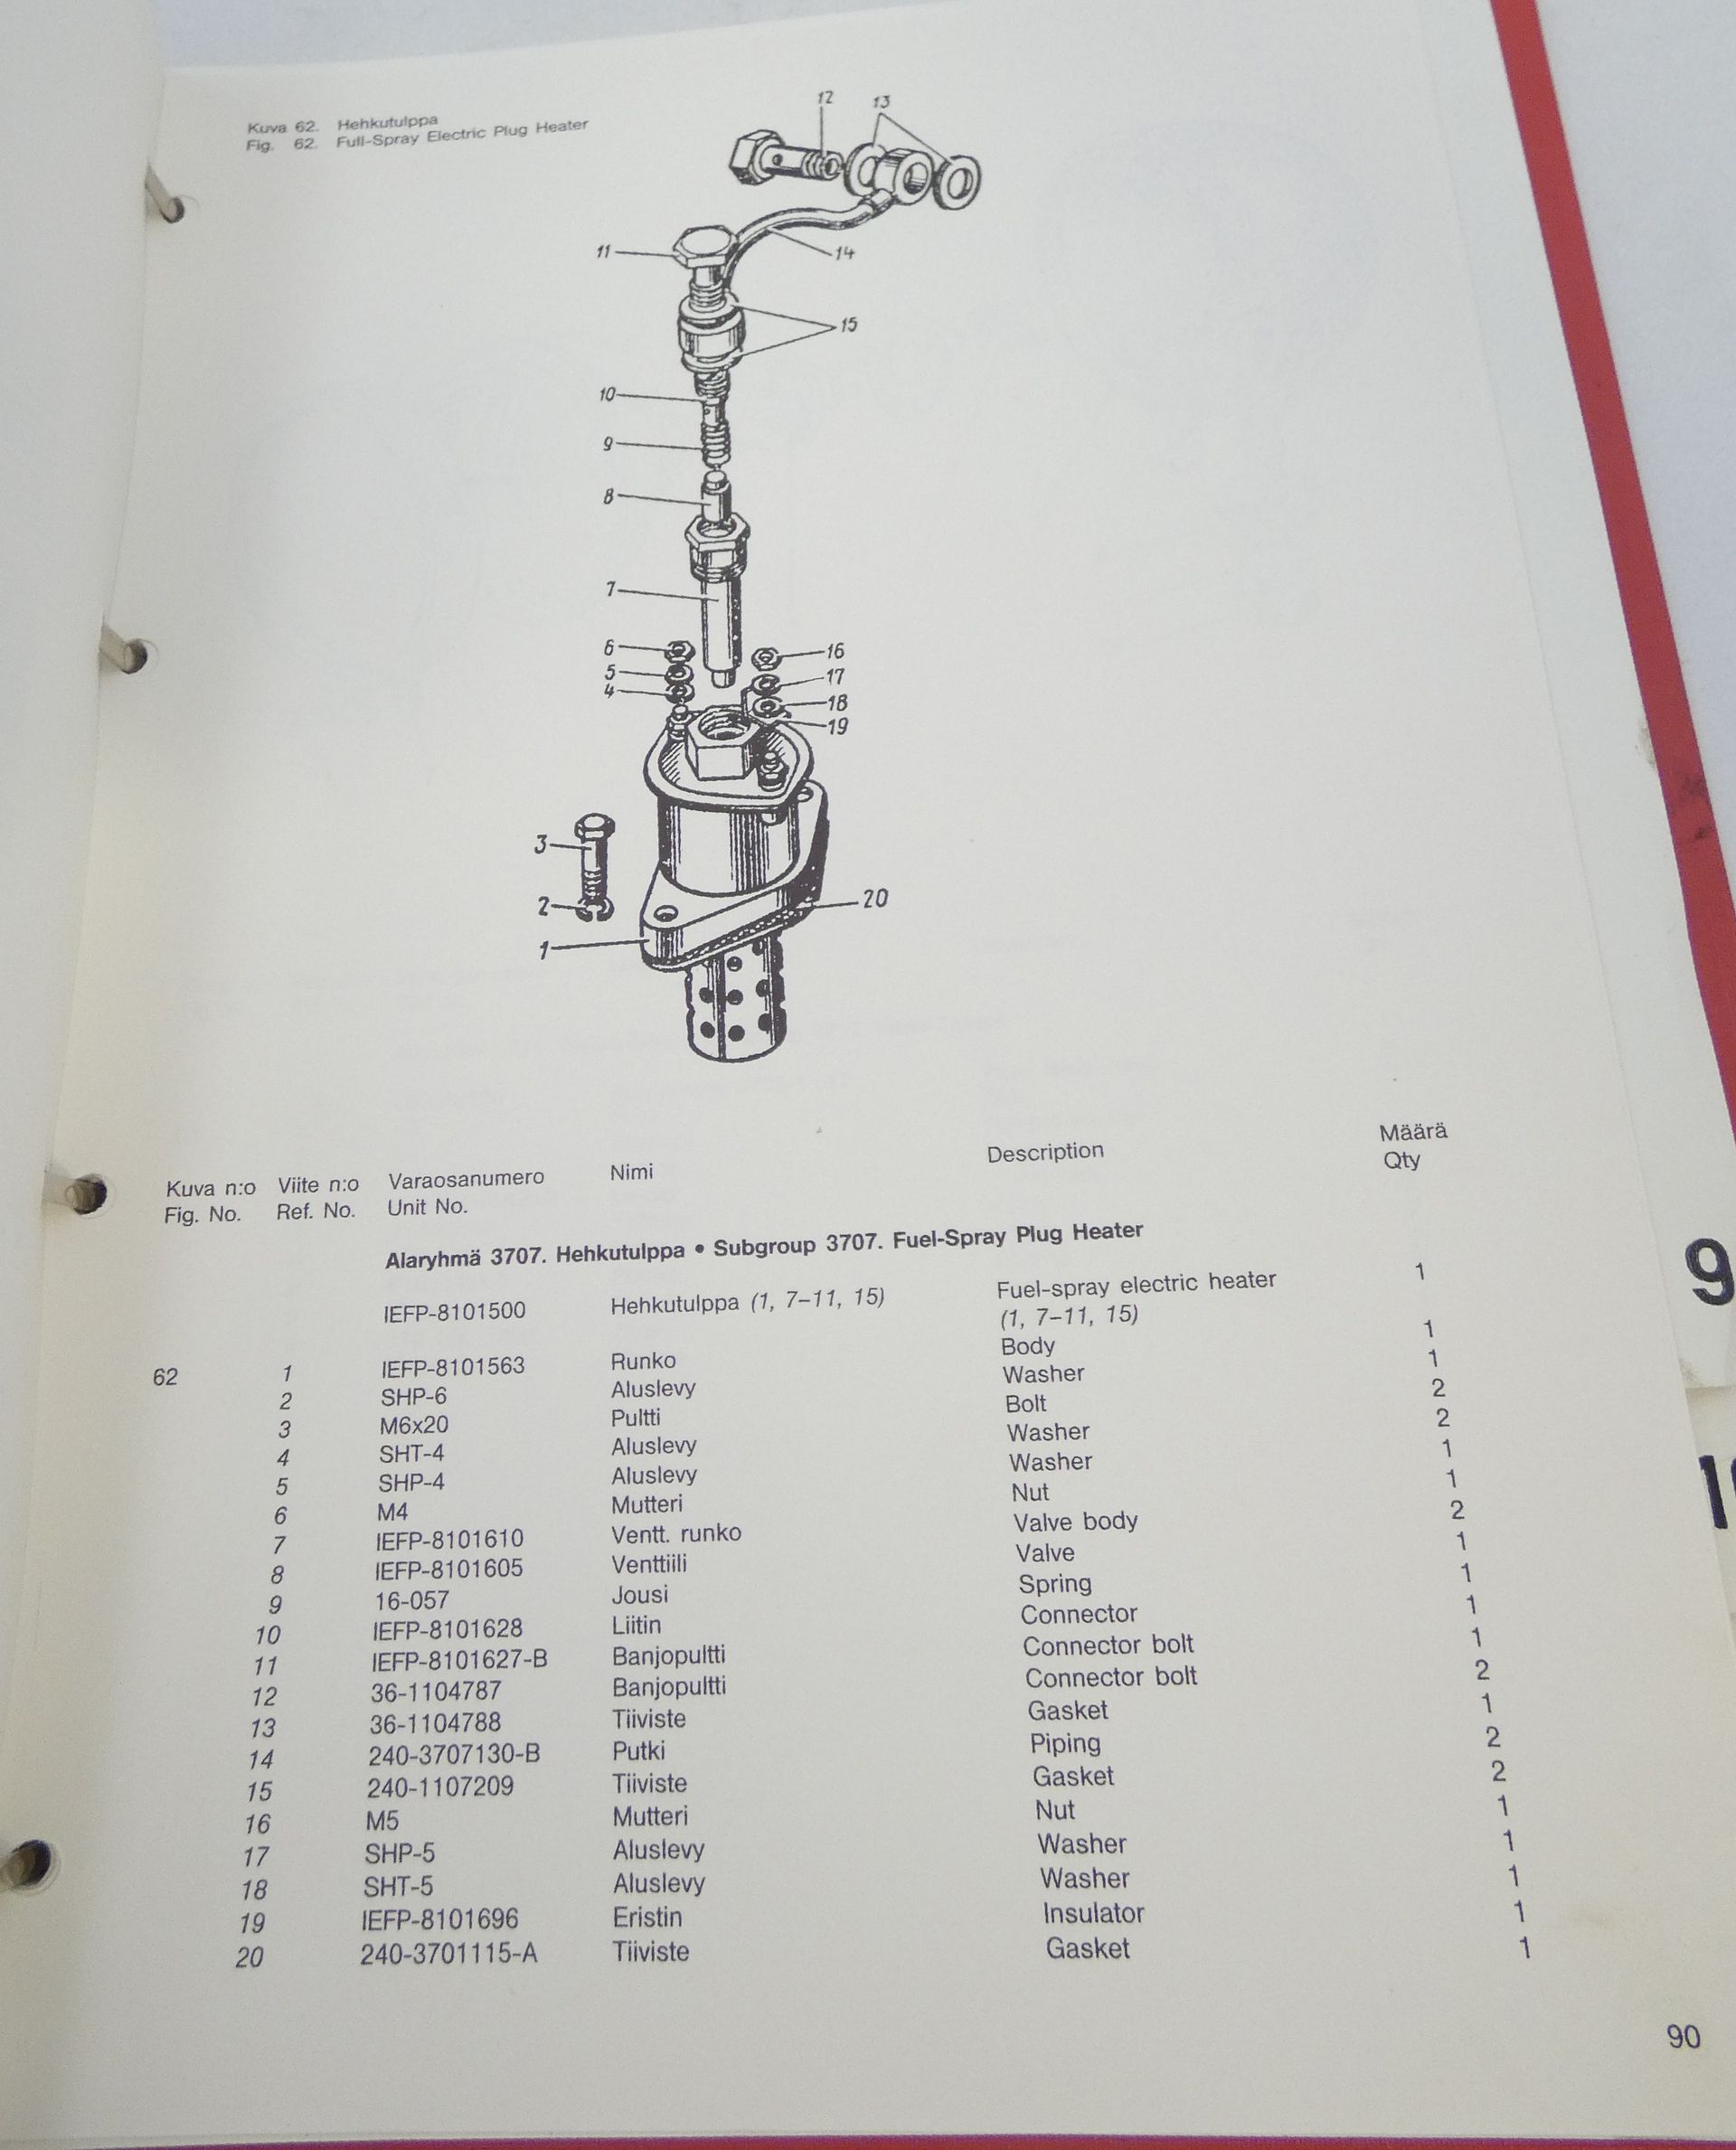 Kuva 62. Hehkutulppa
Fig. 62. Full-Spray Electric Plug Heater
12
13
11
14
15
10
9
8
7
6
16
5
17
4
18
19
3
2
20
1
Kuva n:o Viite n:o Varaosanumero Nimi Description Määrä
Fig. No. Ref. No. Unit No. Qty
Alaryhmä 3707. Hehkutulppa • Subgroup 3707. Fuel-Spray Plug Heater
IEFP-8101500 Hehkutulppa (1, 7–11, 15) Fuel-spray electric heater 1
(1, 7–11, 15)
62 1 IEFP-8101563 Runko Body 1
2 SHP-6 Aluslevy Washer 1
3 M6x20 Pultti Bolt 2
4 SHT-4 Aluslevy Washer 2
5 SHP-4 Aluslevy Washer 1
6 M4 Mutteri Nut 1
7 IEFP-8101610 Ventt. runko Valve body 2
8 IEFP-8101605 Venttiili Valve 1
9 16-057 Jousi Spring 1
10 IEFP-8101628 Liitin Connector 1
11 IEFP-8101627-B Banjopultti Connector bolt 1
12 36-1104787 Banjopultti Connector bolt 2
13 36-1104788 Tiiviste Gasket 1
14 240-3707130-B Putki Piping 2
15 240-1107209 Tiiviste Gasket 2
16 M5 Mutteri Nut 1
17 SHP-5 Aluslevy Washer 1
18 SHT-5 Aluslevy Washer 1
19 IEFP-8101696 Eristin Insulator 1
20 240-3701115-A Tiiviste Gasket 1
90
9